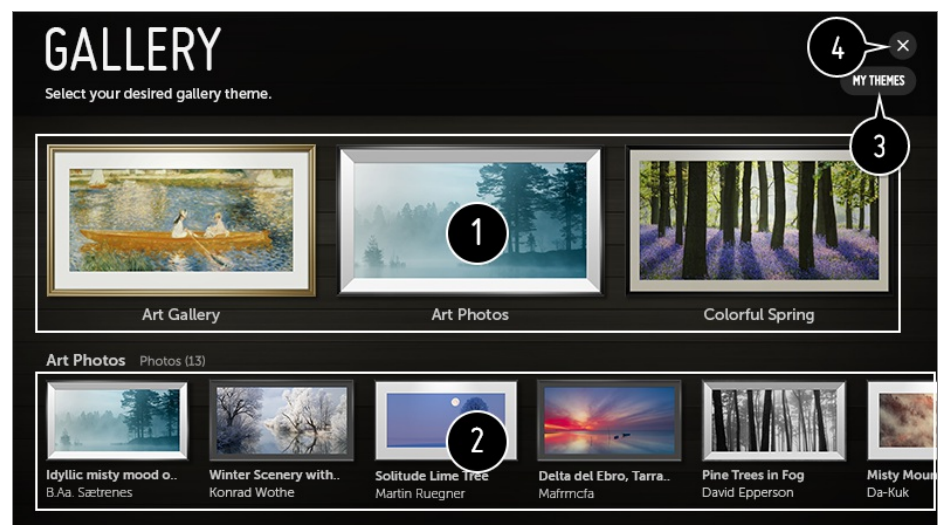 GALLERY
Select your desired gallery theme.
4
×
MY THEMES
3
1
Art Gallery
Art Photos
Colorful Spring
Art Photos Photos (13)
2
Idyllic misty mood o..
B.Aa. Sætrenes
Winter Scenery with..
Konrad Wothe
Solitude Lime Tree
Martin Ruegner
Delta del Ebro, Tarra..
Mafrmcfa
Pine Trees in Fog
David Epperson
Misty Moun
Da-Kuk